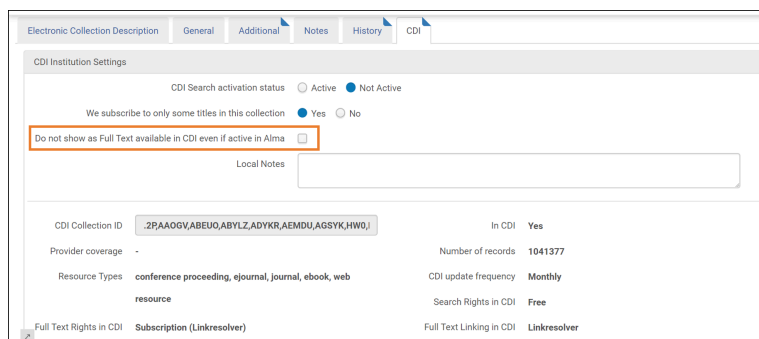 Electronic Collection Description General Additional Notes History CDI
CDI Institution Settings
CDI Search activation status Active Not Active
We subscribe to only some titles in this collection Yes No
Do not show as Full Text available in CDI even if active in Alma
Local Notes
CDI Collection ID .2P,AAOGV,ABEUO,ABYLZ,ADYKR,AEMDU,AGSYK,HW0, In CDI Yes
Provider coverage - Number of records 1041377
Resource Types conference proceeding, ejournal, journal, ebook, web CDI update frequency Monthly
resource Search Rights in CDI Free
Full Text Rights in CDI Subscription (Linkresolver) Full Text Linking in CDI Linkresolver